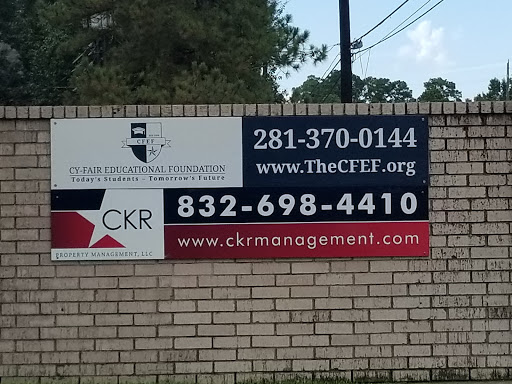 CFEF
CY-FAIR EDUCATIONAL FOUNDATION
Today's Students – Tomorrow's Future
281-370-0144
www.TheCFEF.org
CKR
PROPERTY MANAGEMENT, LLC
832-698-4410
www.ckrmanagement.com